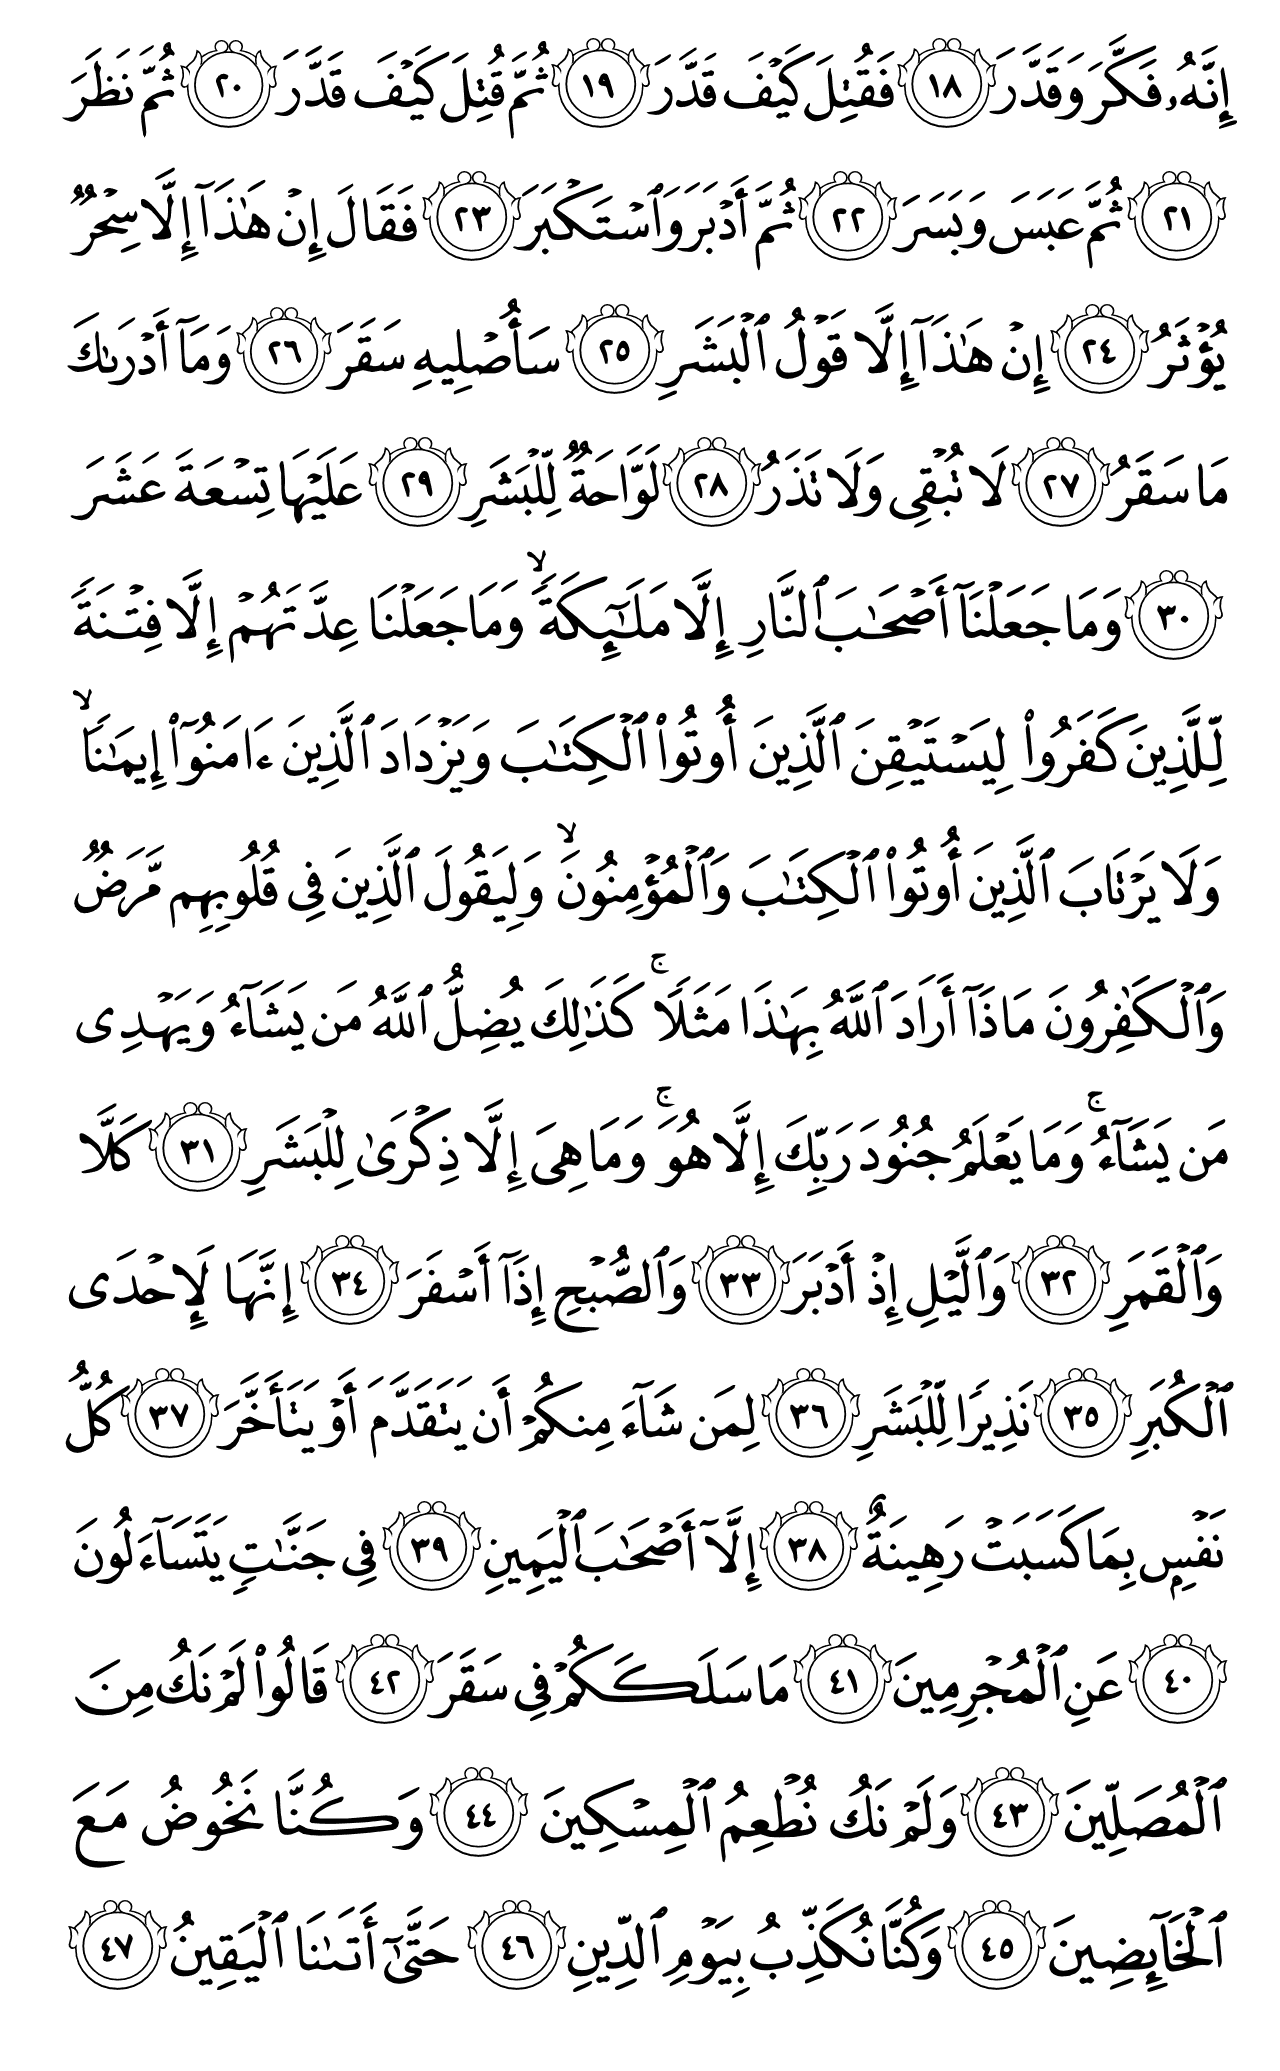 إِنَّهُۥ فَكَّرَ وَقَدَّرَ ١٨ فَقُتِلَ كَيْفَ قَدَّرَ ١٩ ثُمَّ قُتِلَ كَيْفَ قَدَّرَ ٢٠ ثُمَّ نَظَرَ
٢١ ثُمَّ عَبَسَ وَبَسَرَ ٢٢ ثُمَّ أَدْبَرَ وَٱسْتَكْبَرَ ٢٣ فَقَالَ إِنْ هَٰذَآ إِلَّا سِحْرٌ
يُؤْثَرُ ٢٤ إِنْ هَٰذَآ إِلَّا قَوْلُ ٱلْبَشَرِ ٢٥ سَأُصْلِيهِ سَقَرَ ٢٦ وَمَآ أَدْرَىٰكَ
مَا سَقَرُ ٢٧ لَا تُبْقِى وَلَا تَذَرُ ٢٨ لَوَّاحَةٌ لِّلْبَشَرِ ٢٩ عَلَيْهَا تِسْعَةَ عَشَرَ
٣٠ وَمَا جَعَلْنَآ أَصْحَٰبَ ٱلنَّارِ إِلَّا مَلَٰٓئِكَةً ۙ وَمَا جَعَلْنَا عِدَّتَهُمْ إِلَّا فِتْنَةً
لِّلَّذِينَ كَفَرُوا۟ لِيَسْتَيْقِنَ ٱلَّذِينَ أُوتُوا۟ ٱلْكِتَٰبَ وَيَزْدَادَ ٱلَّذِينَ ءَامَنُوٓا۟ إِيمَٰنًا ۙ
وَلَا يَرْتَابَ ٱلَّذِينَ أُوتُوا۟ ٱلْكِتَٰبَ وَٱلْمُؤْمِنُونَ ۙ وَلِيَقُولَ ٱلَّذِينَ فِى قُلُوبِهِم مَّرَضٌ
وَٱلْكَٰفِرُونَ مَاذَآ أَرَادَ ٱللَّهُ بِهَٰذَا مَثَلًا ۚ كَذَٰلِكَ يُضِلُّ ٱللَّهُ مَن يَشَآءُ وَيَهْدِى
مَن يَشَآءُ ۚ وَمَا يَعْلَمُ جُنُودَ رَبِّكَ إِلَّا هُوَ ۚ وَمَا هِىَ إِلَّا ذِكْرَىٰ لِلْبَشَرِ ٣١ كَلَّا
وَٱلْقَمَرِ ٣٢ وَٱلَّيْلِ إِذْ أَدْبَرَ ٣٣ وَٱلصُّبْحِ إِذَآ أَسْفَرَ ٣٤ إِنَّهَا لَإِحْدَى
ٱلْكُبَرِ ٣٥ نَذِيرًا لِّلْبَشَرِ ٣٦ لِمَن شَآءَ مِنكُمْ أَن يَتَقَدَّمَ أَوْ يَتَأَخَّرَ ٣٧ كُلُّ
نَفْسٍۭ بِمَا كَسَبَتْ رَهِينَةٌ ٣٨ إِلَّآ أَصْحَٰبَ ٱلْيَمِينِ ٣٩ فِى جَنَّٰتٍ يَتَسَآءَلُونَ
٤٠ عَنِ ٱلْمُجْرِمِينَ ٤١ مَا سَلَكَكُمْ فِى سَقَرَ ٤٢ قَالُوا۟ لَمْ نَكُ مِنَ
ٱلْمُصَلِّينَ ٤٣ وَلَمْ نَكُ نُطْعِمُ ٱلْمِسْكِينَ ٤٤ وَكُنَّا نَخُوضُ مَعَ
ٱلْخَآئِضِينَ ٤٥ وَكُنَّا نُكَذِّبُ بِيَوْمِ ٱلدِّينِ ٤٦ حَتَّىٰٓ أَتَىٰنَا ٱلْيَقِينُ ٤٧